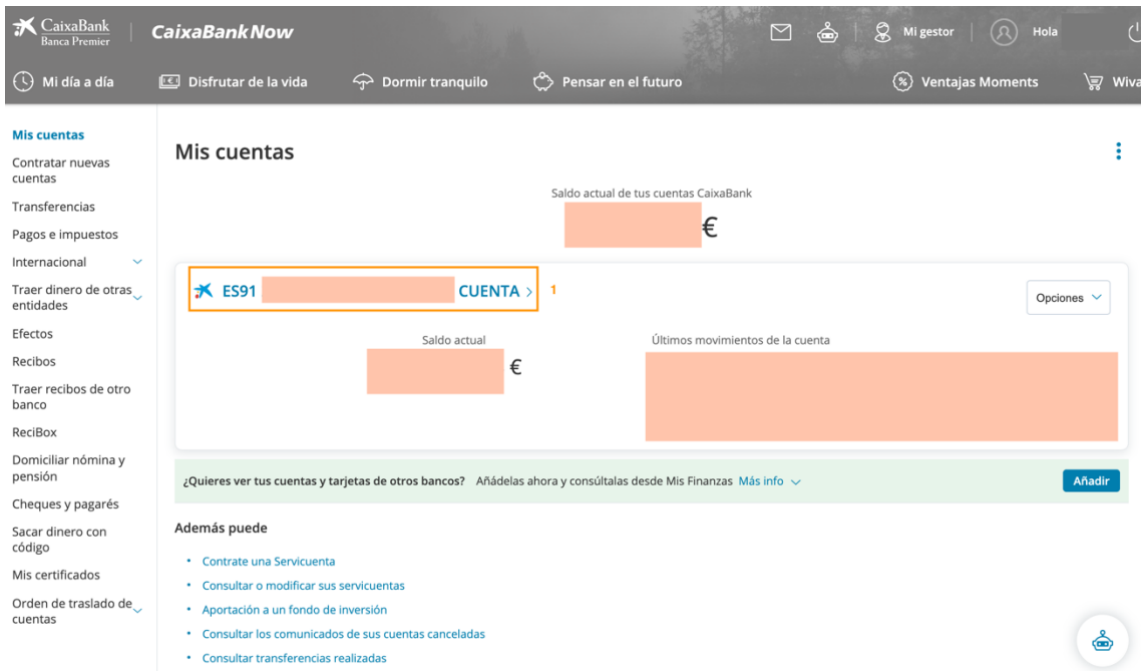 CaixaBank
Banca Premier
CaixaBankNow
Mi gestor
Hola
Mi día a día
Disfrutar de la vida
Dormir tranquilo
Pensar en el futuro
Ventajas Moments
Wiva
Mis cuentas
Contratar nuevas
cuentas
Transferencias
Pagos e impuestos
Internacional
Traer dinero de otras
entidades
Efectos
Recibos
Traer recibos de otro
banco
ReciBox
Domiciliar nómina y
pensión
Cheques y pagarés
Sacar dinero con
código
Mis certificados
Orden de traslado de
cuentas
Mis cuentas
Saldo actual de tus cuentas CaixaBank
€
ES91 CUENTA > 1
Opciones
Saldo actual
€
Últimos movimientos de la cuenta
¿Quieres ver tus cuentas y tarjetas de otros bancos? Añádelas ahora y consúltalas desde Mis Finanzas Más info
Añadir
Además puede
• Contrate una Servicuenta
• Consultar o modificar sus servicuentas
• Aportación a un fondo de inversión
• Consultar los comunicados de sus cuentas canceladas
• Consultar transferencias realizadas